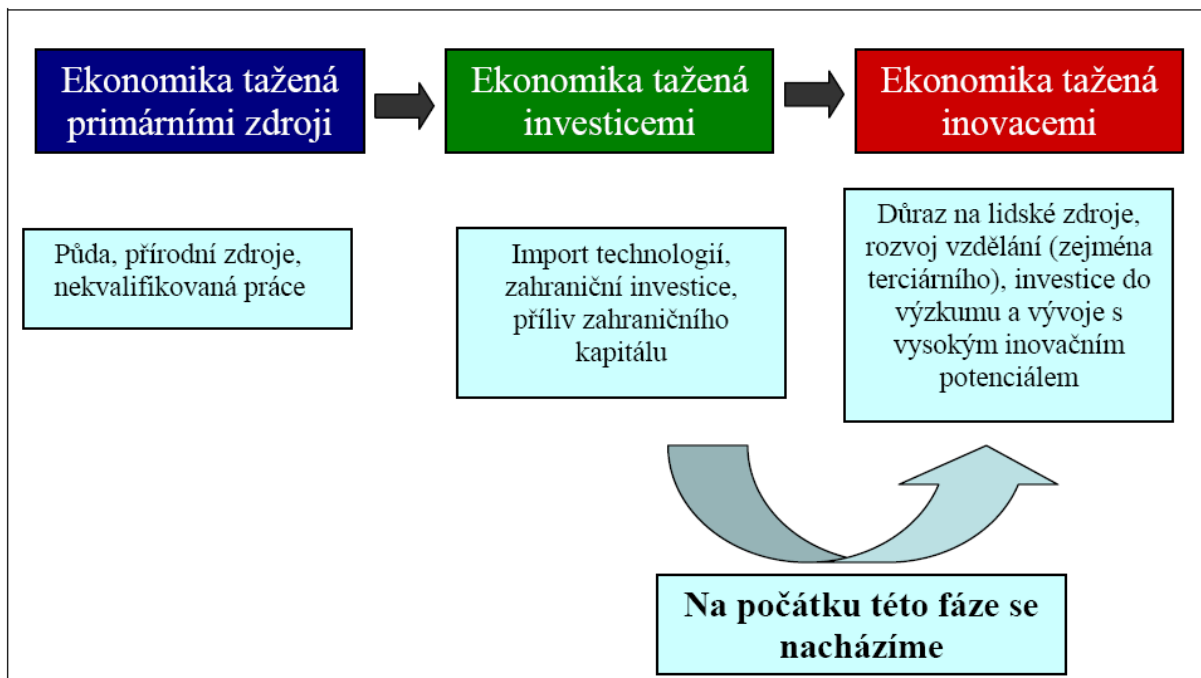 Ekonomika tažená
primárními zdroji
Ekonomika tažená
investicemi
Ekonomika tažená
inovacemi
Půda, přírodní zdroje,
nekvalifikovaná práce
Import technologií,
zahraniční investice,
příliv zahraničního
kapitálu
Důraz na lidské zdroje,
rozvoj vzdělání (zejména
terciárního), investice do
výzkumu a vývoje s
vysokým inovačním
potenciálem
Na počátku této fáze se
nacházíme